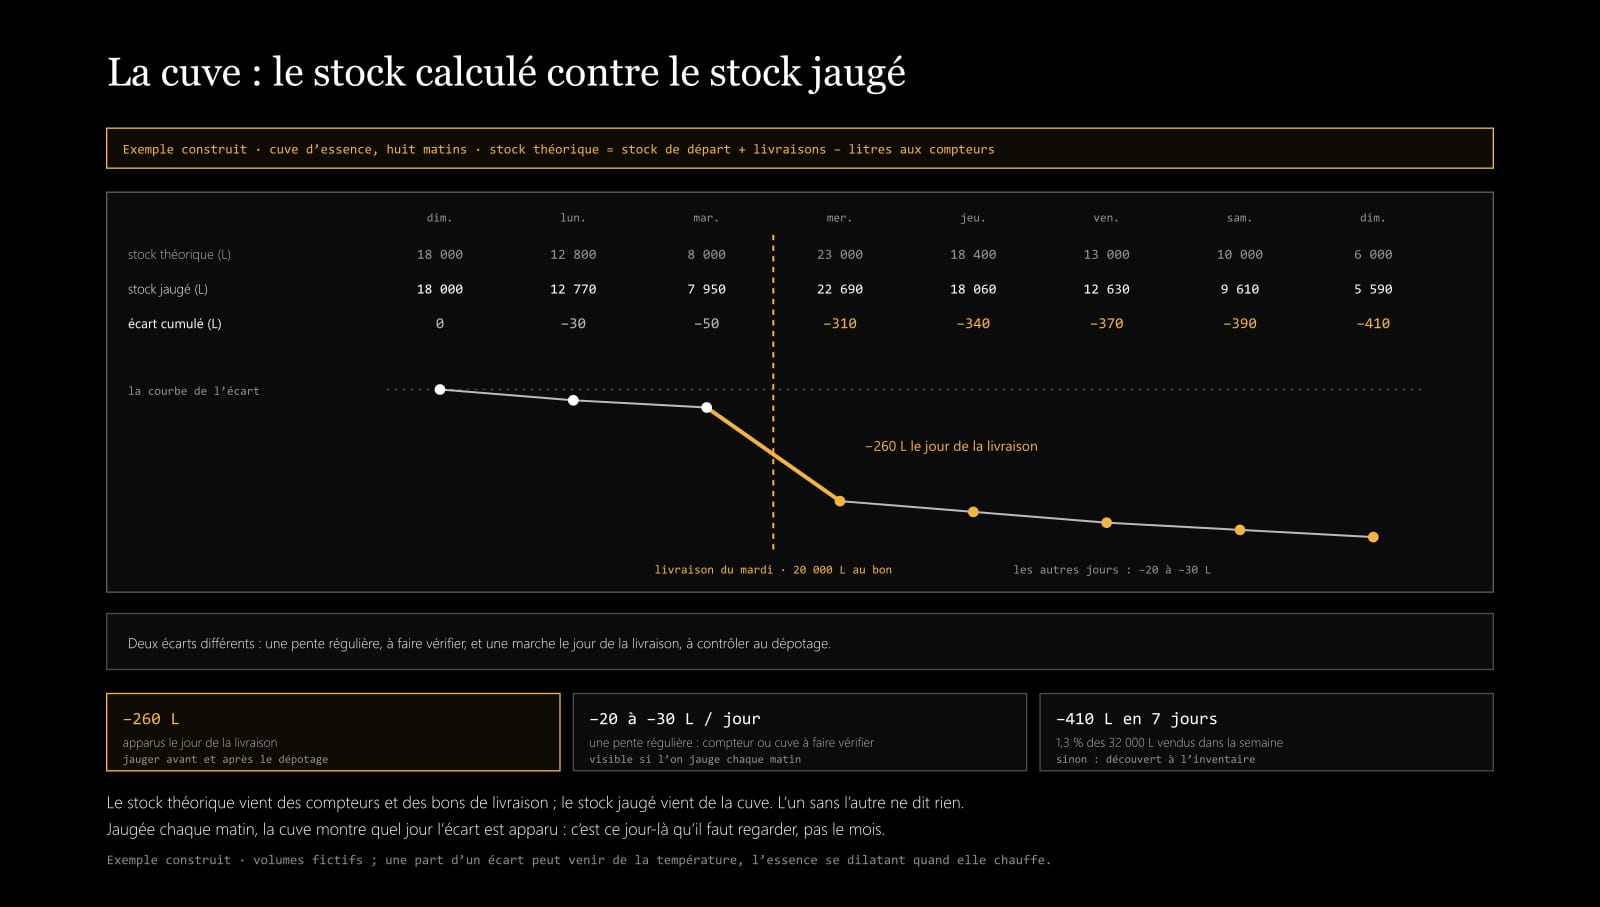 La cuve : le stock calculé contre le stock jaugé
Exemple construit · cuve d’essence, huit matins · stock théorique = stock de départ + livraisons − litres aux compteurs
dim. lun. mar. mer. jeu. ven. sam. dim.
stock théorique (L) 18 000 12 800 8 000 23 000 18 400 13 000 10 000 6 000
stock jaugé (L) 18 000 12 770 7 950 22 690 18 060 12 630 9 610 5 590
écart cumulé (L) 0 −30 −50 −310 −340 −370 −390 −410
la courbe de l’écart
−260 L le jour de la livraison
livraison du mardi · 20 000 L au bon les autres jours : −20 à −30 L
Deux écarts différents : une pente régulière, à faire vérifier, et une marche le jour de la livraison, à contrôler au dépotage.
−260 L
apparus le jour de la livraison
jauger avant et après le dépotage
−20 à −30 L / jour
une pente régulière : compteur ou cuve à faire vérifier
visible si l’on jauge chaque matin
−410 L en 7 jours
1,3 % des 32 000 L vendus dans la semaine
sinon : découvert à l’inventaire
Le stock théorique vient des compteurs et des bons de livraison ; le stock jaugé vient de la cuve. L’un sans l’autre ne dit rien.
Jaugée chaque matin, la cuve montre quel jour l’écart est apparu : c’est ce jour-là qu’il faut regarder, pas le mois.
Exemple construit · volumes fictifs ; une part d’un écart peut venir de la température, l’essence se dilatant quand elle chauffe.